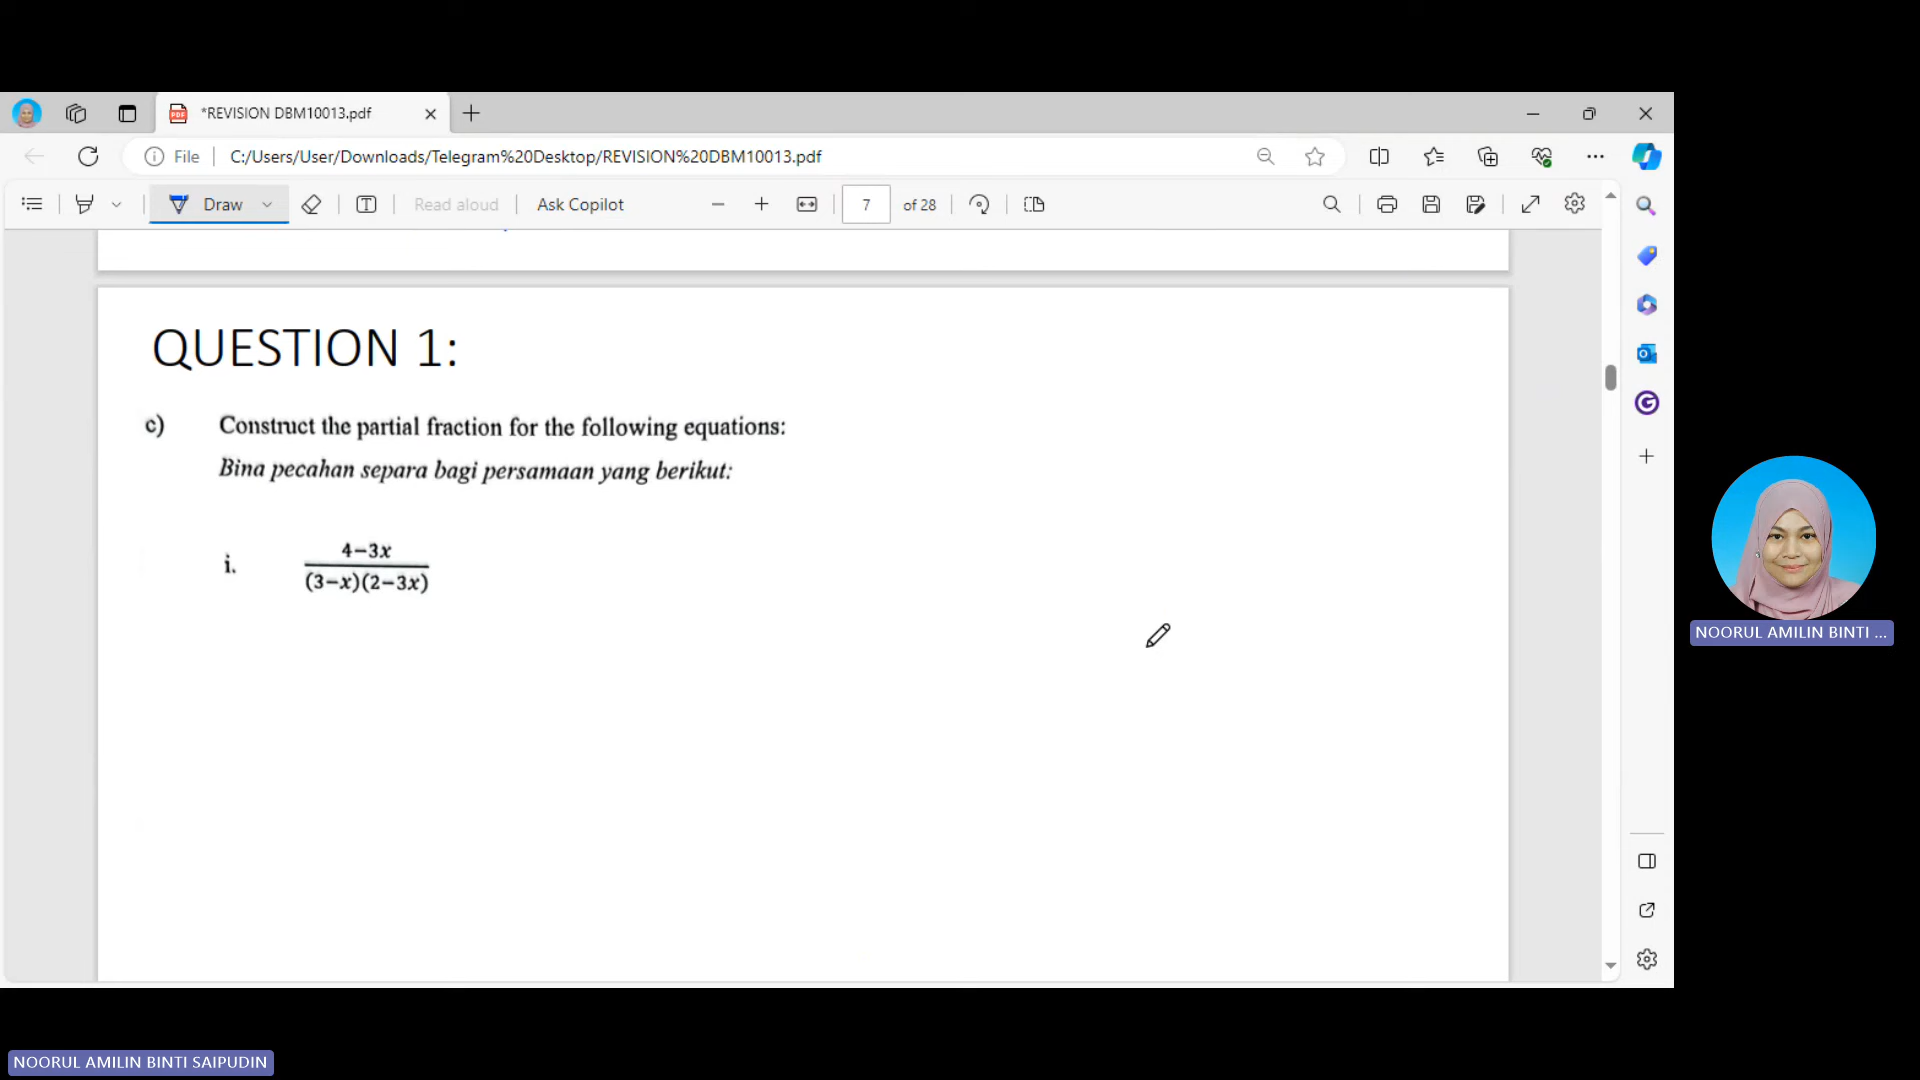 *REVISION DBM10013.pdf
File
C:/Users/User/Downloads/Telegram%20Desktop/REVISION%20DBM10013.pdf
Draw
Read aloud
Ask Copilot
7
of 28
QUESTION 1:
c) Construct the partial fraction for the following equations:
Bina pecahan separa bagi persamaan yang berikut:
i.
4−3x
(3−x)(2−3x)
NOORUL AMILIN BINTI ...
NOORUL AMILIN BINTI SAIPUDIN